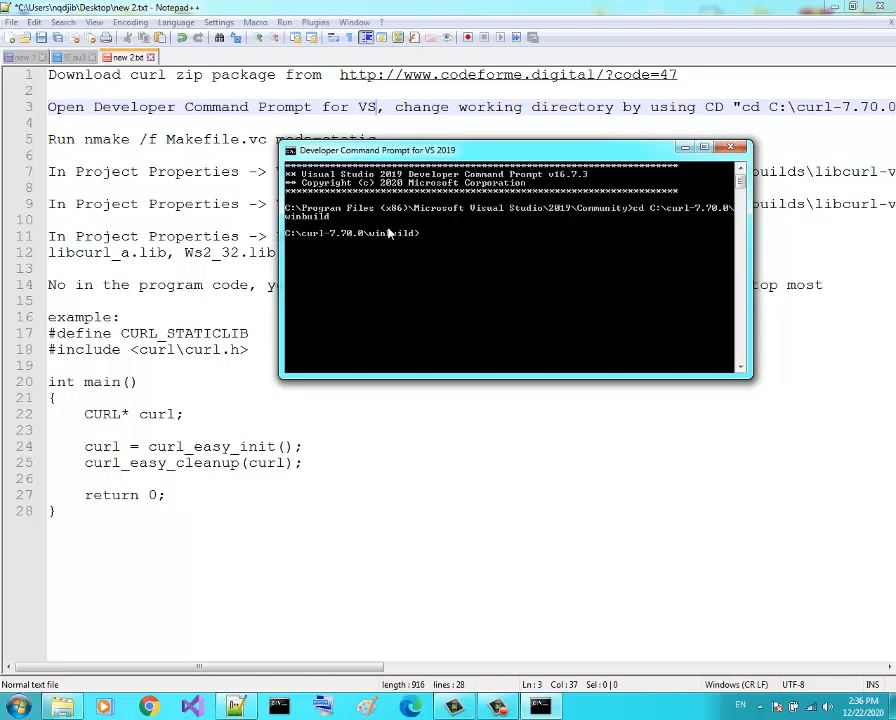 *C:\Users\nqdjib\Desktop\new 2.txt - Notepad++
File Edit Search View Encoding Language Settings Macro Run Plugins Window ?
new 1 IE.au3 new 2.txt
1 Download curl zip package from http://www.codeforme.digital/?code=47
2
3 Open Developer Command Prompt for VS, change working directory by using CD "cd C:\curl-7.70.0
4
5 Run nmake /f Makefile.vc mode=static
6
7 In Project Properties -> V
uilds\libcurl-v
8
9 In Project Properties -> V
uilds\libcurl-v
10
11 In Project Properties ->
12 libcurl_a.lib, Ws2_32.lib
13
14 No in the program code, y
top most
15
16 example:
17 #define CURL_STATICLIB
18 #include <curl\curl.h>
19
20 int main()
21 {
22 CURL* curl;
23
24 curl = curl_easy_init();
25 curl_easy_cleanup(curl);
26
27 return 0;
28 }
Developer Command Prompt for VS 2019
** Visual Studio 2019 Developer Command Prompt v16.7.3
** Copyright (c) 2020 Microsoft Corporation
C:\Program Files (x86)\Microsoft Visual Studio\2019\Community>cd C:\curl-7.70.0\
winbuild
C:\curl-7.70.0\winbuild>
Normal text file length : 916 lines : 28 Ln : 3 Col : 37 Sel : 0 | 0 Windows (CR LF) UTF-8 INS
EN 2:36 PM
12/22/2020